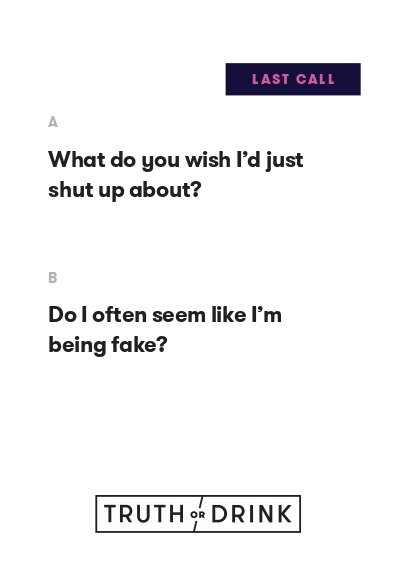 LAST CALL
A
What do you wish I’d just
shut up about?
B
Do I often seem like I’m
being fake?
TRUTH OR DRINK